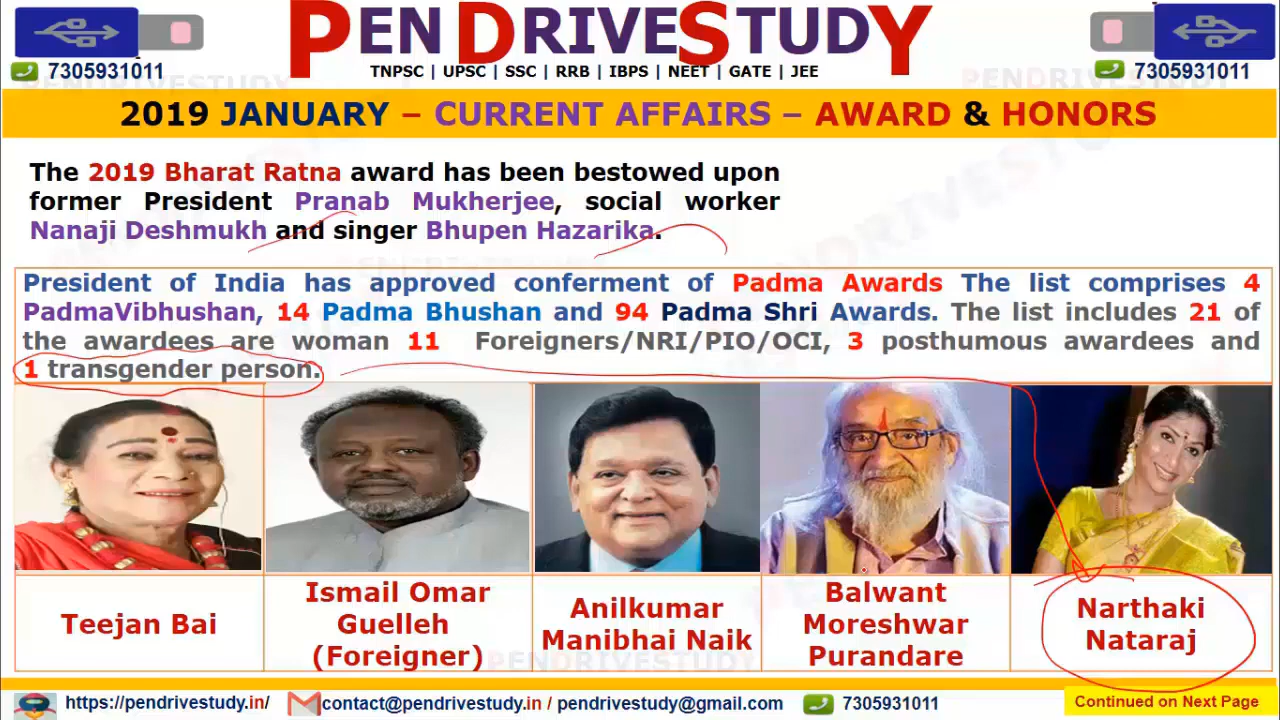 PENDRIVESTUDY
7305931011
TNPSC | UPSC | SSC | RRB | IBPS | NEET | GATE | JEE
7305931011
2019 JANUARY – CURRENT AFFAIRS – AWARD & HONORS
The 2019 Bharat Ratna award has been bestowed upon
former President Pranab Mukherjee, social worker
Nanaji Deshmukh and singer Bhupen Hazarika.
President of India has approved conferment of Padma Awards The list comprises 4
PadmaVibhushan, 14 Padma Bhushan and 94 Padma Shri Awards. The list includes 21 of
the awardees are woman 11 Foreigners/NRI/PIO/OCI, 3 posthumous awardees and
1 transgender person.
Teejan Bai
Ismail Omar
Guelleh
(Foreigner)
Anilkumar
Manibhai Naik
Balwant
Moreshwar
Purandare
Narthaki
Nataraj
PENDRIVESTUDY
https://pendrivestudy.in/
contact@pendrivestudy.in / pendrivestudy@gmail.com
7305931011
Continued on Next Page